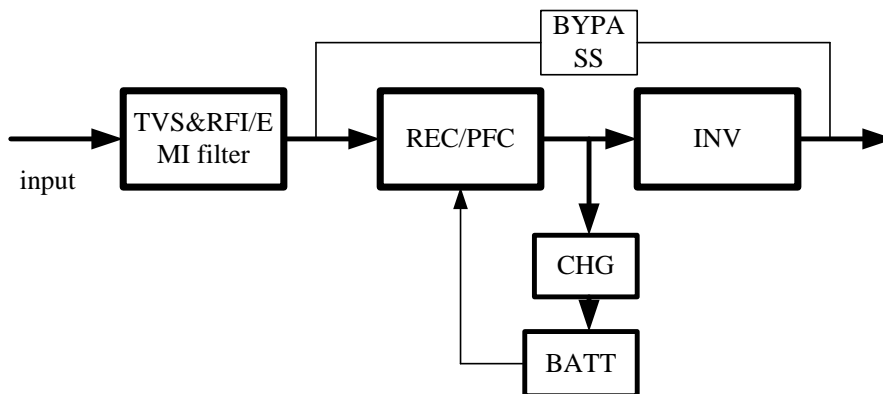 BYPA
SS
TVS&RFI/E
MI filter
REC/PFC
INV
input
CHG
BATT